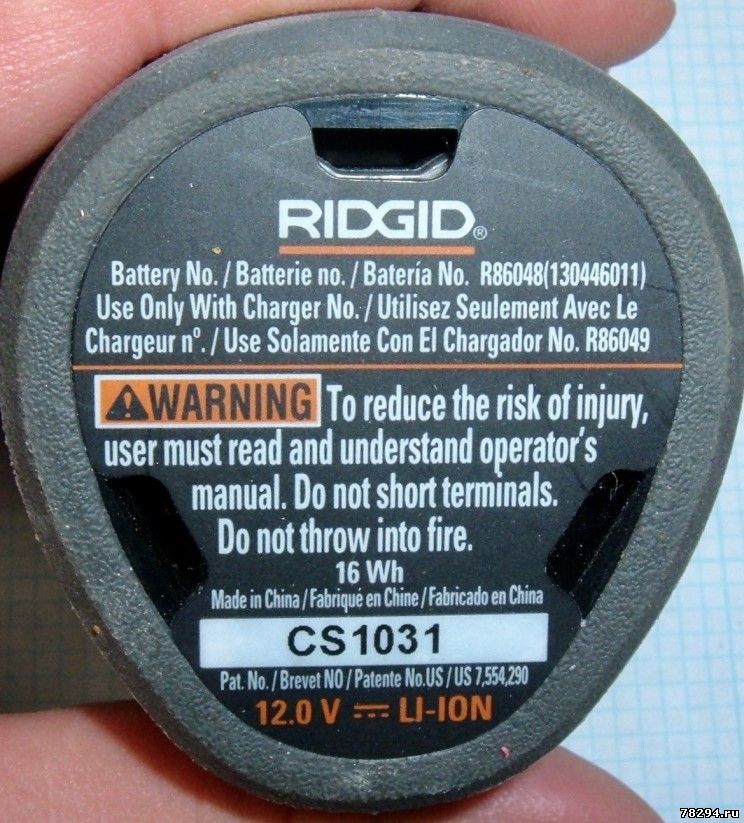 RIDGID®
Battery No. / Batterie no. / Batería No. R86048(130446011)
Use Only With Charger No. / Utilisez Seulement Avec Le
Chargeur nº. / Use Solamente Con El Chargador No. R86049
WARNING To reduce the risk of injury,
user must read and understand operator's
manual. Do not short terminals.
Do not throw into fire.
16 Wh
Made in China / Fabriqué en Chine / Fabricado en China
CS1031
Pat. No. / Brevet NO / Patente No.US / US 7,554,290
12.0 V ⎓ LI-ION
78294.ru